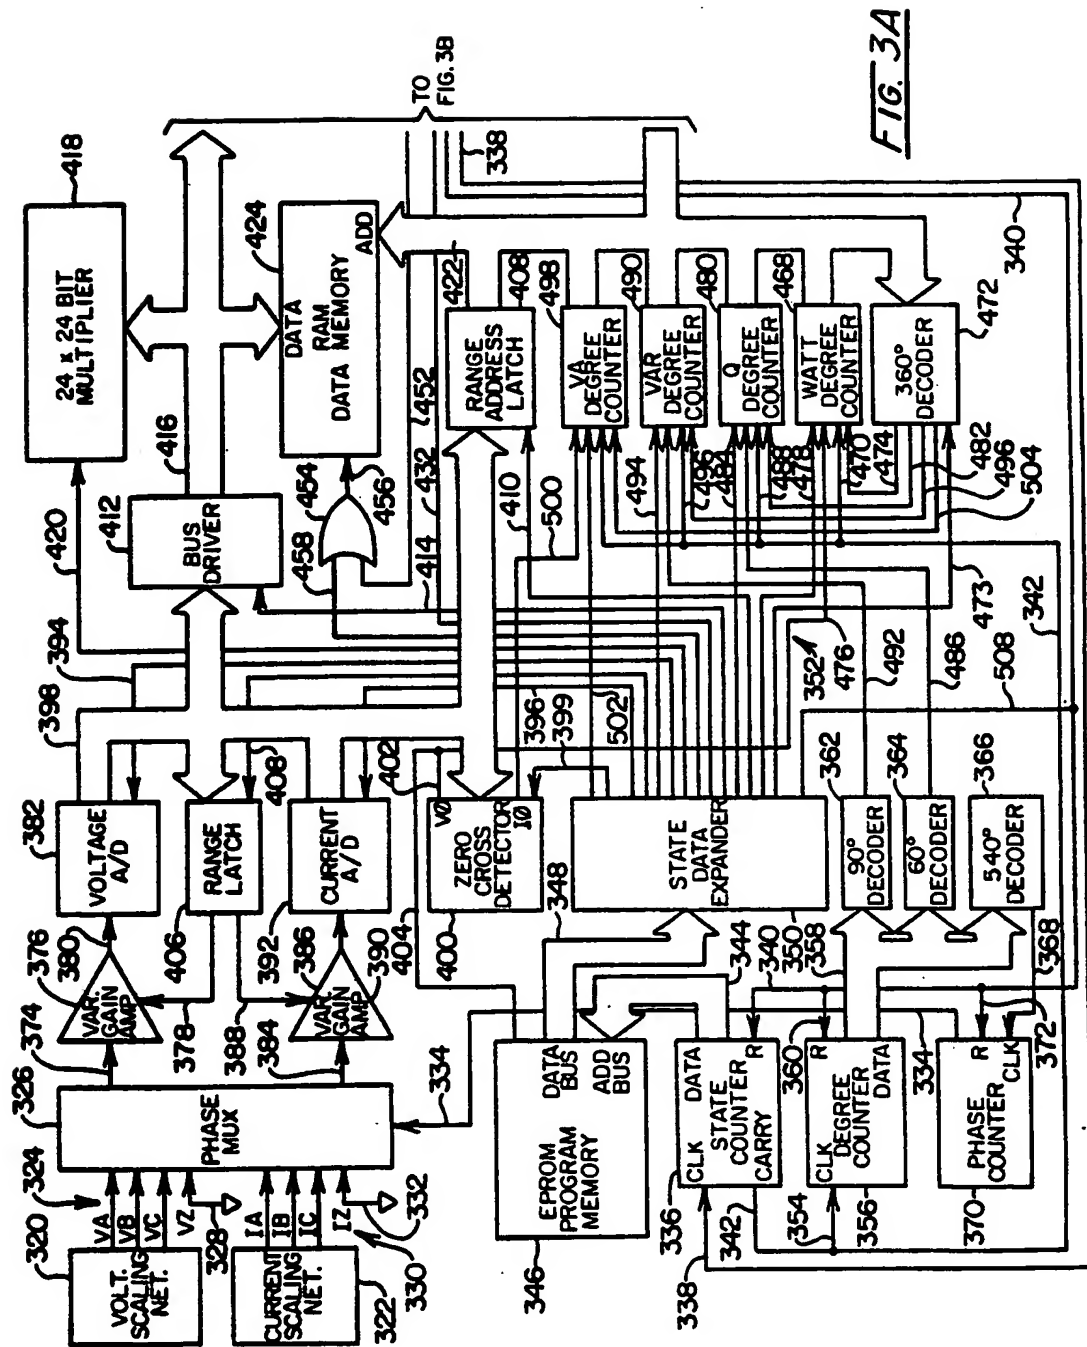 320
324
326
374
376
380
382
398
394
420
412
416
418
VOLT.
SCALING
NET.
VA
VB
VC
VZ
328
PHASE
MUX
VAR.
GAIN
AMP
VOLTAGE
A/D
BUS
DRIVER
24 x 24 BIT
MULTIPLIER
378
406
RANGE
LATCH
408
388
392
386
384
390
VAR.
GAIN
AMP
CURRENT
A/D
CURRENT
SCALING
NET.
322
IA
IB
IC
IZ
330
332
334
458
454
456
DATA
RAM
DATA MEMORY
ADD
424
414
432
452
422
404
400
402
VØ
ZERO
CROSS
DETECTOR
IØ
396
399
502
500
410
RANGE
ADDRESS
LATCH
408
498
VA
DEGREE
COUNTER
490
VAR
DEGREE
COUNTER
480
Q
DEGREE
COUNTER
468
WATT
DEGREE
COUNTER
360°
DECODER
472
494
496
484
488
478
470
474
482
496
504
346
EPROM
PROGRAM
MEMORY
DATA
BUS
ADD
BUS
348
STATE
DATA
EXPANDER
344
350
340
358
352
476
492
486
473
342
508
336
CLK
DATA
STATE
COUNTER
R
CARRY
338
342
354
360
CLK
R
DEGREE
COUNTER
DATA
356
334
R
PHASE
COUNTER
CLK
370
372
368
362
90°
DECODER
364
60°
DECODER
366
540°
DECODER
TO
FIG. 3B
338
340
FIG. 3A